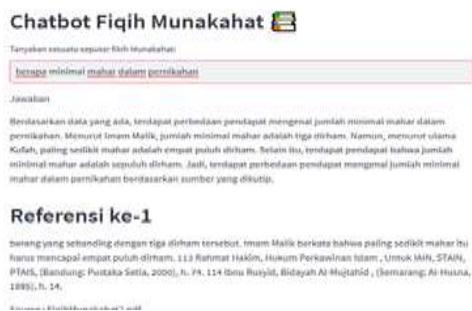 Chatbot Fiqih Munakahat
Tanyakan sesuatu seputar fikih Munakahat:
berapa minimal mahar dalam pernikahan
Jawaban
Berdasarkan data yang ada, terdapat perbedaan pendapat mengenai jumlah minimal mahar dalam
pernikahan. Menurut Imam Malik, jumlah minimal mahar adalah tiga dirham. Namun, menurut ulama
Kufah, paling sedikit mahar adalah empat puluh dirham. Selain itu, terdapat pendapat bahwa jumlah
minimal mahar adalah sepuluh dirham. Jadi, terdapat perbedaan pendapat mengenai jumlah minimal
mahar dalam pernikahan berdasarkan sumber yang dikutip.
Referensi ke-1
barang yang sebanding dengan tiga dirham tersebut. Imam Malik berkata bahwa paling sedikit mahar itu
harus mencapai empat puluh dirham. 113 Rahmat Hakim, Hukum Perkawinan Islam , Untuk IAIN, STAIN,
PTAIS, (Bandung: Pustaka Setia, 2000), h. 74. 114 Ibnu Rusyid, Bidayah Al-Mujtahid , (Semarang: Al-Husna,
h. 14.